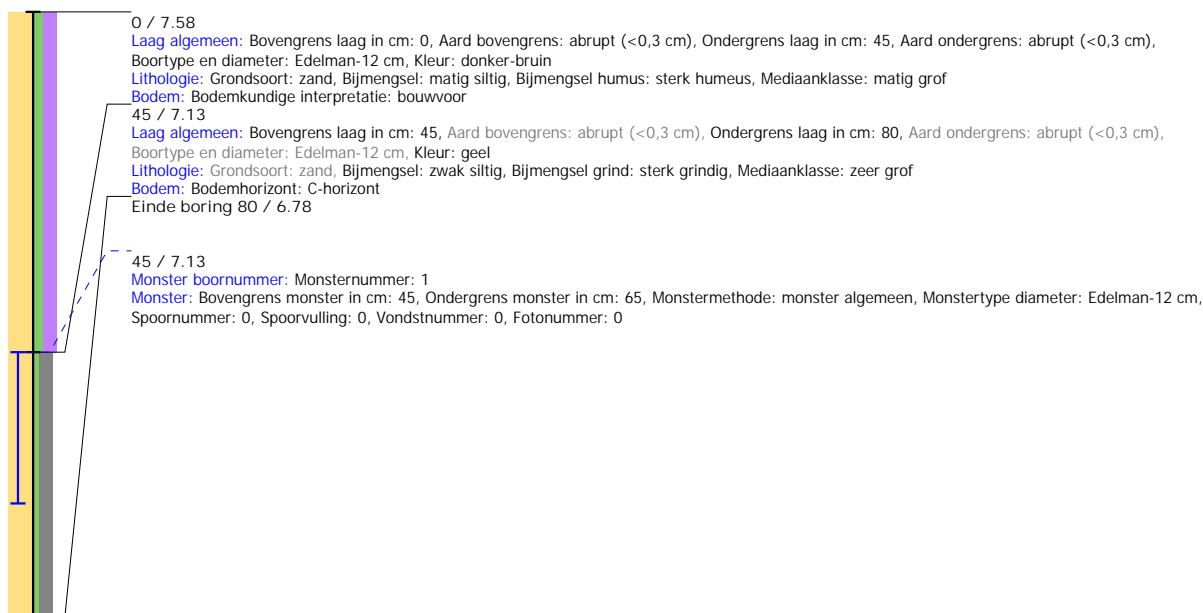 0 / 7.58
Laag algemeen: Bovengrens laag in cm: 0, Aard bovengrens: abrupt (<0,3 cm), Ondergrens laag in cm: 45, Aard ondergrens: abrupt (<0,3 cm),
Boortype en diameter: Edelman-12 cm, Kleur: donker-bruin
Lithologie: Grondsoort: zand, Bijmengsel: matig siltig, Bijmengsel humus: sterk humeus, Mediaanklasse: matig grof
Bodem: Bodemkundige interpretatie: bouwvoor
45 / 7.13
Laag algemeen: Bovengrens laag in cm: 45, Aard bovengrens: abrupt (<0,3 cm), Ondergrens laag in cm: 80, Aard ondergrens: abrupt (<0,3 cm),
Boortype en diameter: Edelman-12 cm, Kleur: geel
Lithologie: Grondsoort: zand, Bijmengsel: zwak siltig, Bijmengsel grind: sterk grindig, Mediaanklasse: zeer grof
Bodem: Bodemhorizont: C-horizont
Einde boring 80 / 6.78
45 / 7.13
Monster boornummer: Monsternummer: 1
Monster: Bovengrens monster in cm: 45, Ondergrens monster in cm: 65, Monstermethode: monster algemeen, Monstertype diameter: Edelman-12 cm,
Spoornummer: 0, Spoorvulling: 0, Vondstnummer: 0, Fotonummer: 0